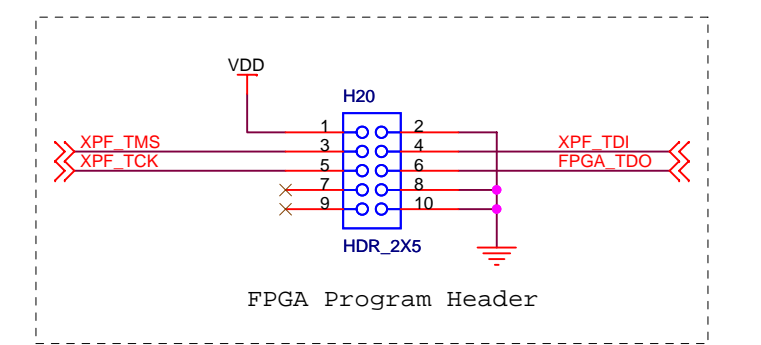 VDD
H20
1 2
XPF_TMS 3 4 XPF_TDI
XPF_TCK 5 6 FPGA_TDO
7 8
9 10
HDR_2X5
FPGA Program Header